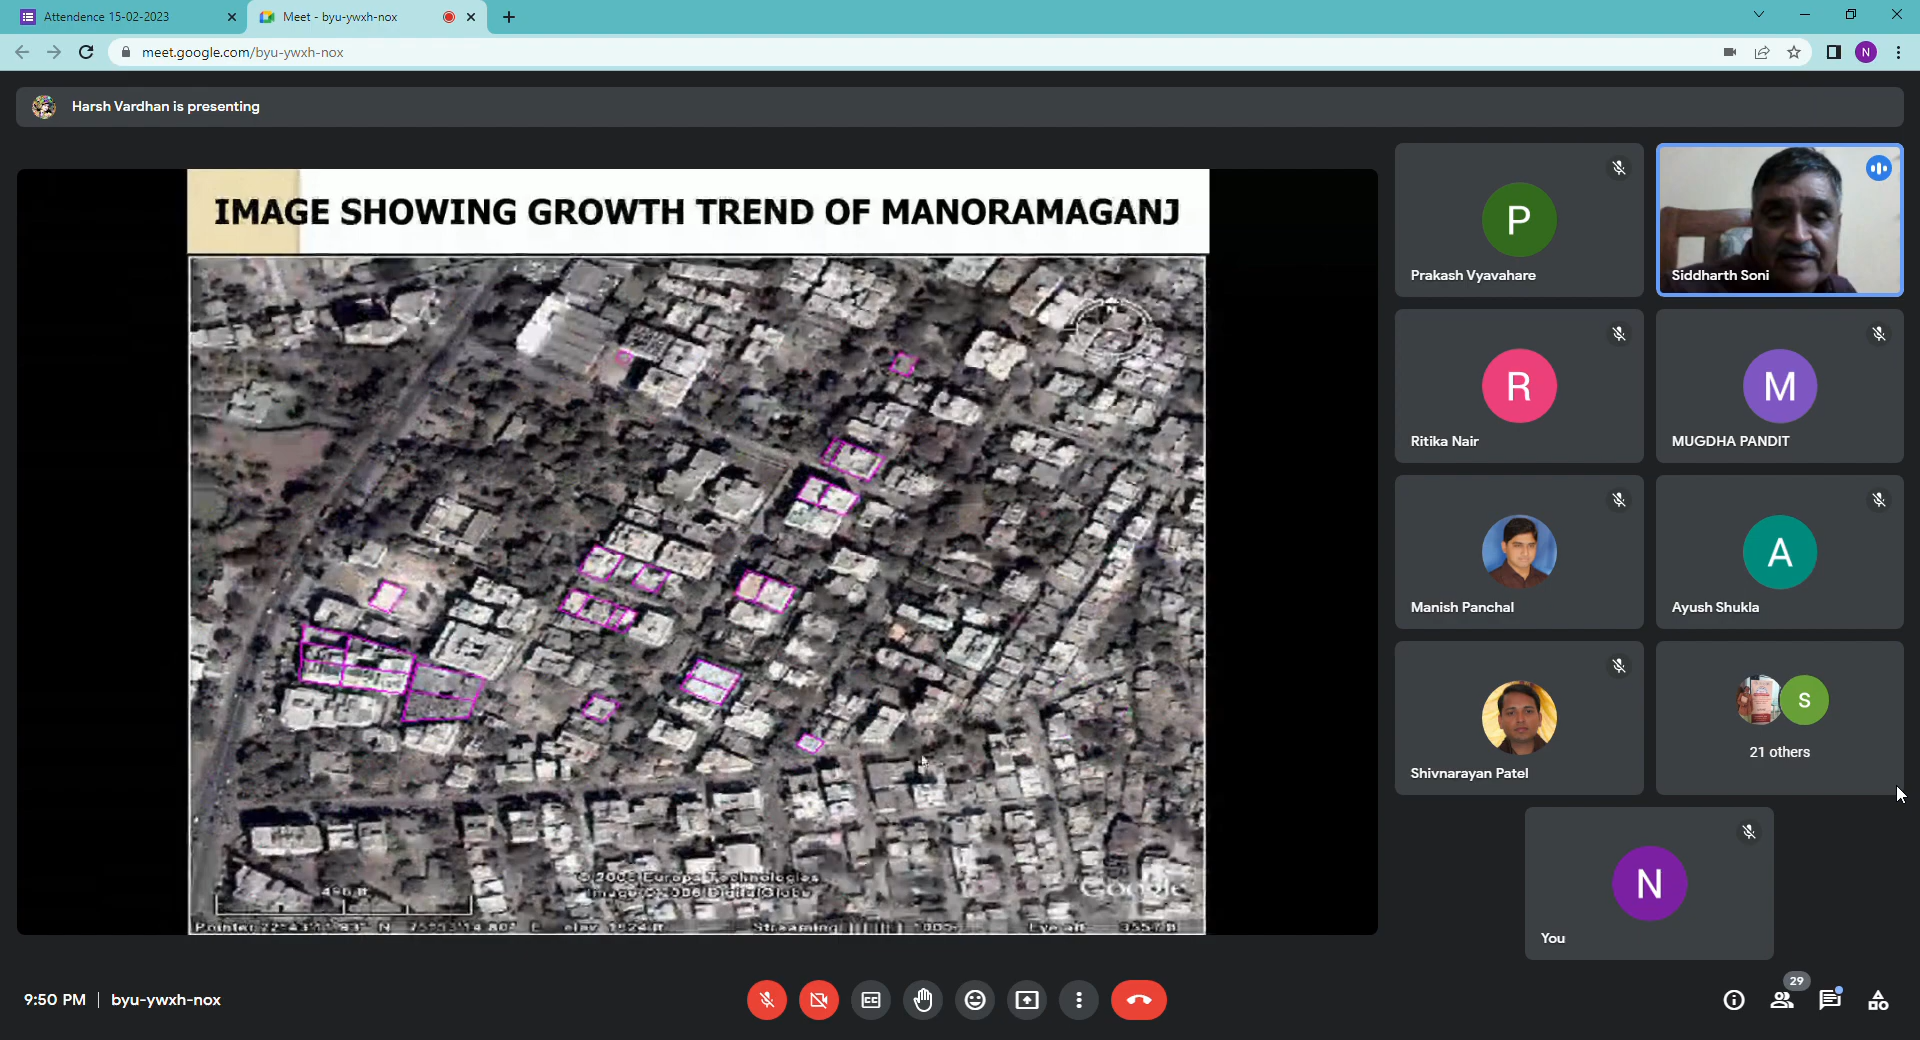 Attendence 15-02-2023
Meet - byu-ywxh-nox
meet.google.com/byu-ywxh-nox
N
Harsh Vardhan is presenting
IMAGE SHOWING GROWTH TREND OF MANORAMAGANJ
N
Google
Streaming
P
Prakash Vyavahare
Siddharth Soni
R
Ritika Nair
M
MUGDHA PANDIT
Manish Panchal
A
Ayush Shukla
Shivnarayan Patel
S
21 others
N
You
9:50 PM | byu-ywxh-nox
CC
29